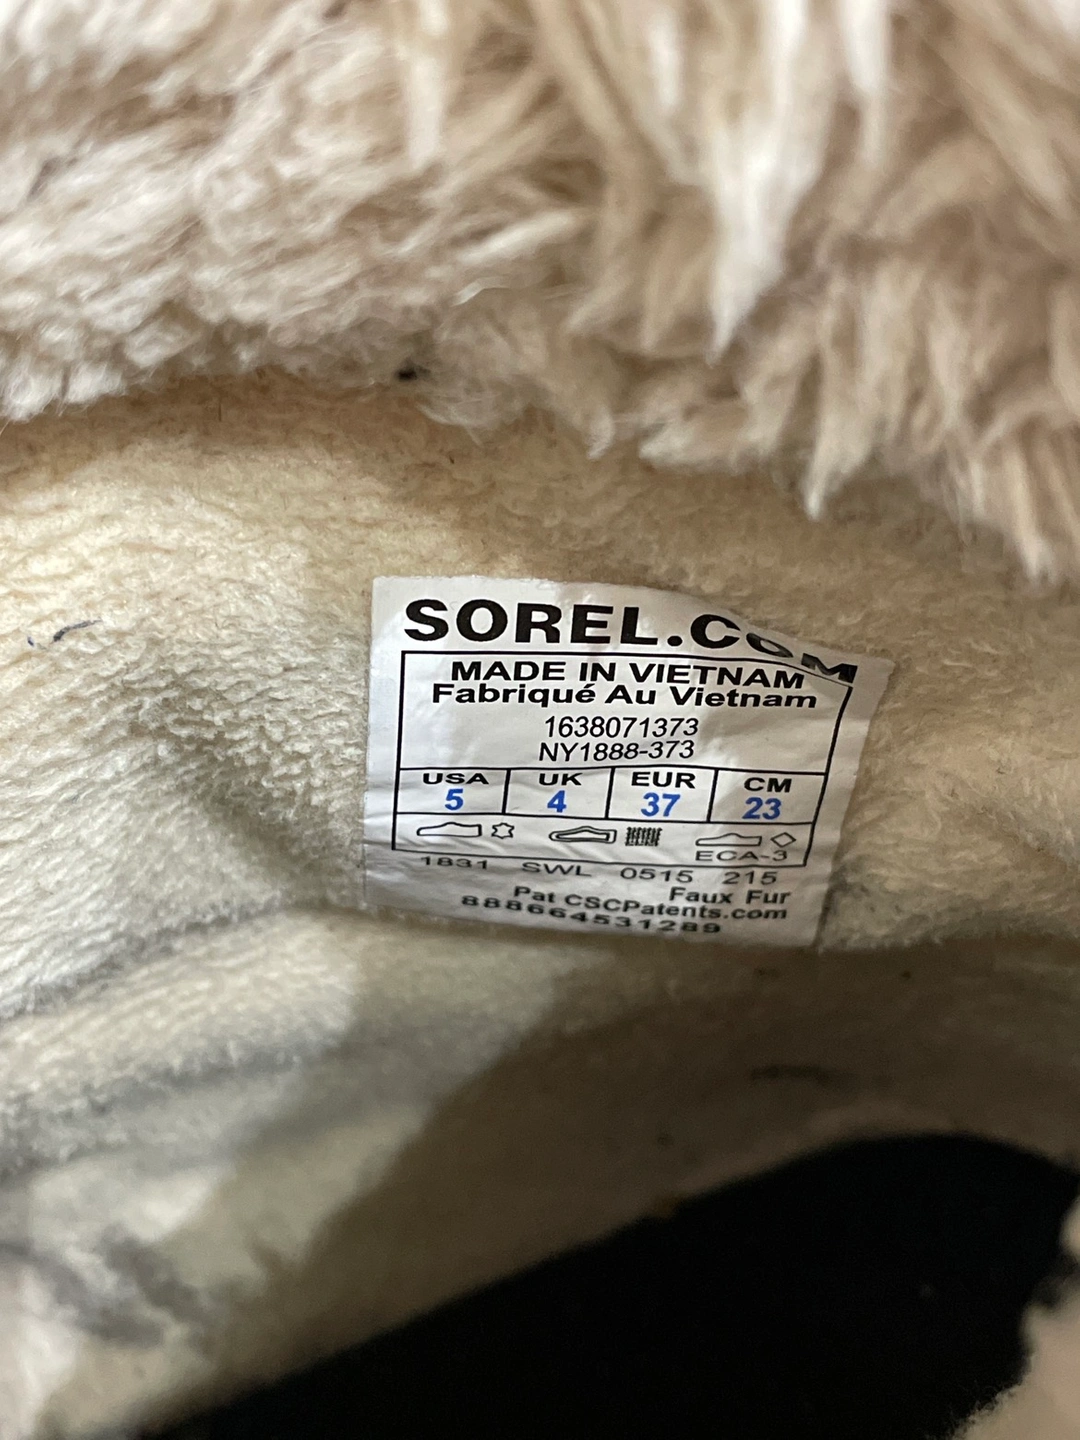 SOREL.COM
MADE IN VIETNAM
Fabriqué Au Vietnam
1638071373
NY1888-373
USA UK EUR CM
5 4 37 23
ECA-3
1831 SWL 0515 215
Faux Fur
Pat CSCPatents.com
888664531289